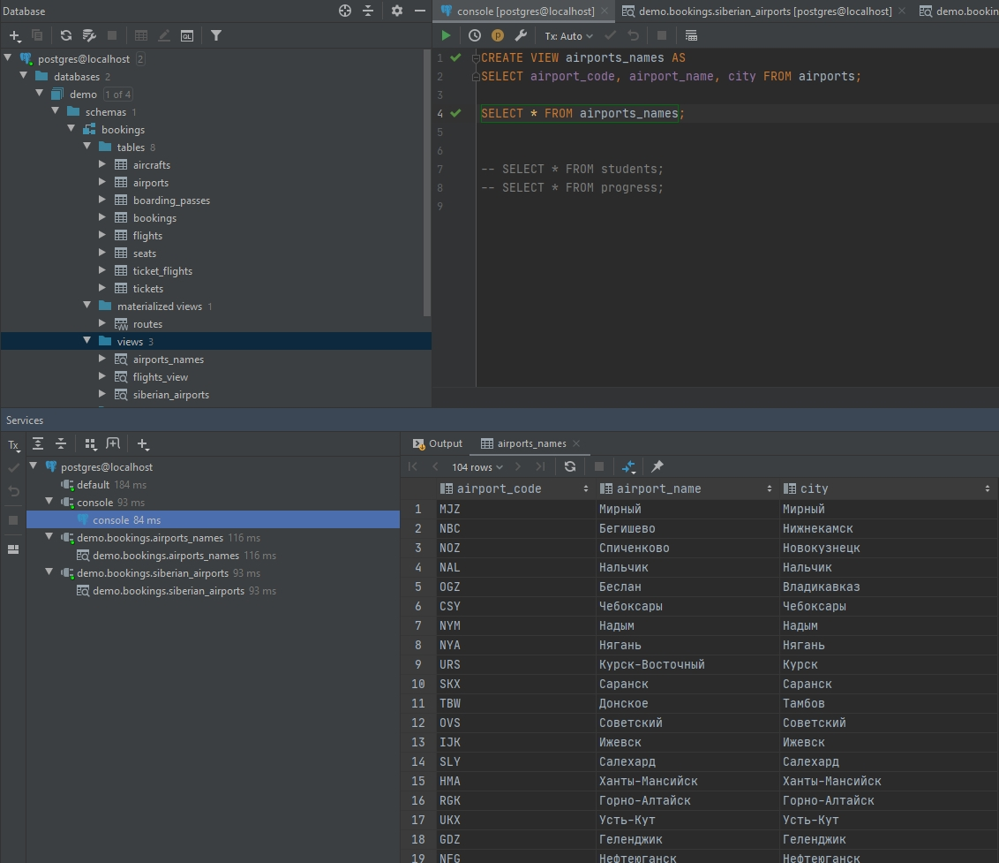 Database
postgres@localhost 2
databases 2
demo 1 of 4
schemas 1
bookings
tables 8
aircrafts
airports
boarding_passes
bookings
flights
seats
ticket_flights
tickets
materialized views 1
routes
views 3
airports_names
flights_view
siberian_airports
console [postgres@localhost] demo.bookings.siberian_airports [postgres@localhost] demo.bookin
Tx: Auto
1 CREATE VIEW airports_names AS
2 SELECT airport_code, airport_name, city FROM airports;
3
4 SELECT * FROM airports_names;
5
6
7 -- SELECT * FROM students;
8 -- SELECT * FROM progress;
9
Services
Tx
postgres@localhost
default 184 ms
console 93 ms
console 84 ms
demo.bookings.airports_names 116 ms
demo.bookings.airports_names 116 ms
demo.bookings.siberian_airports 93 ms
demo.bookings.siberian_airports 93 ms
Output airports_names
104 rows
airport_code airport_name city
1 MJZ Мирный Мирный
2 NBC Бегишево Нижнекамск
3 NOZ Спиченково Новокузнецк
4 NAL Нальчик Нальчик
5 OGZ Беслан Владикавказ
6 CSY Чебоксары Чебоксары
7 NYM Надым Надым
8 NYA Нягань Нягань
9 URS Курск-Восточный Курск
10 SKX Саранск Саранск
11 TBW Донское Тамбов
12 OVS Советский Советский
13 IJK Ижевск Ижевск
14 SLY Салехард Салехард
15 HMA Ханты-Мансийск Ханты-Мансийск
16 RGK Горно-Алтайск Горно-Алтайск
17 UKX Усть-Кут Усть-Кут
18 GDZ Геленджик Геленджик
19 NFG Нефтеюганск Нефтеюганск